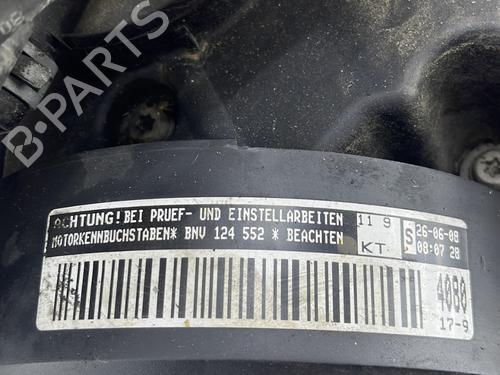 ACHTUNG! BEI PRUEF- UND EINSTELLARBEITEN
MOTORKENNBUCHSTABEN* BNV 124 552 * BEACHTEN
11 9
KT
S
26-06-08
08:07 28
4080
17-9
B-Parts